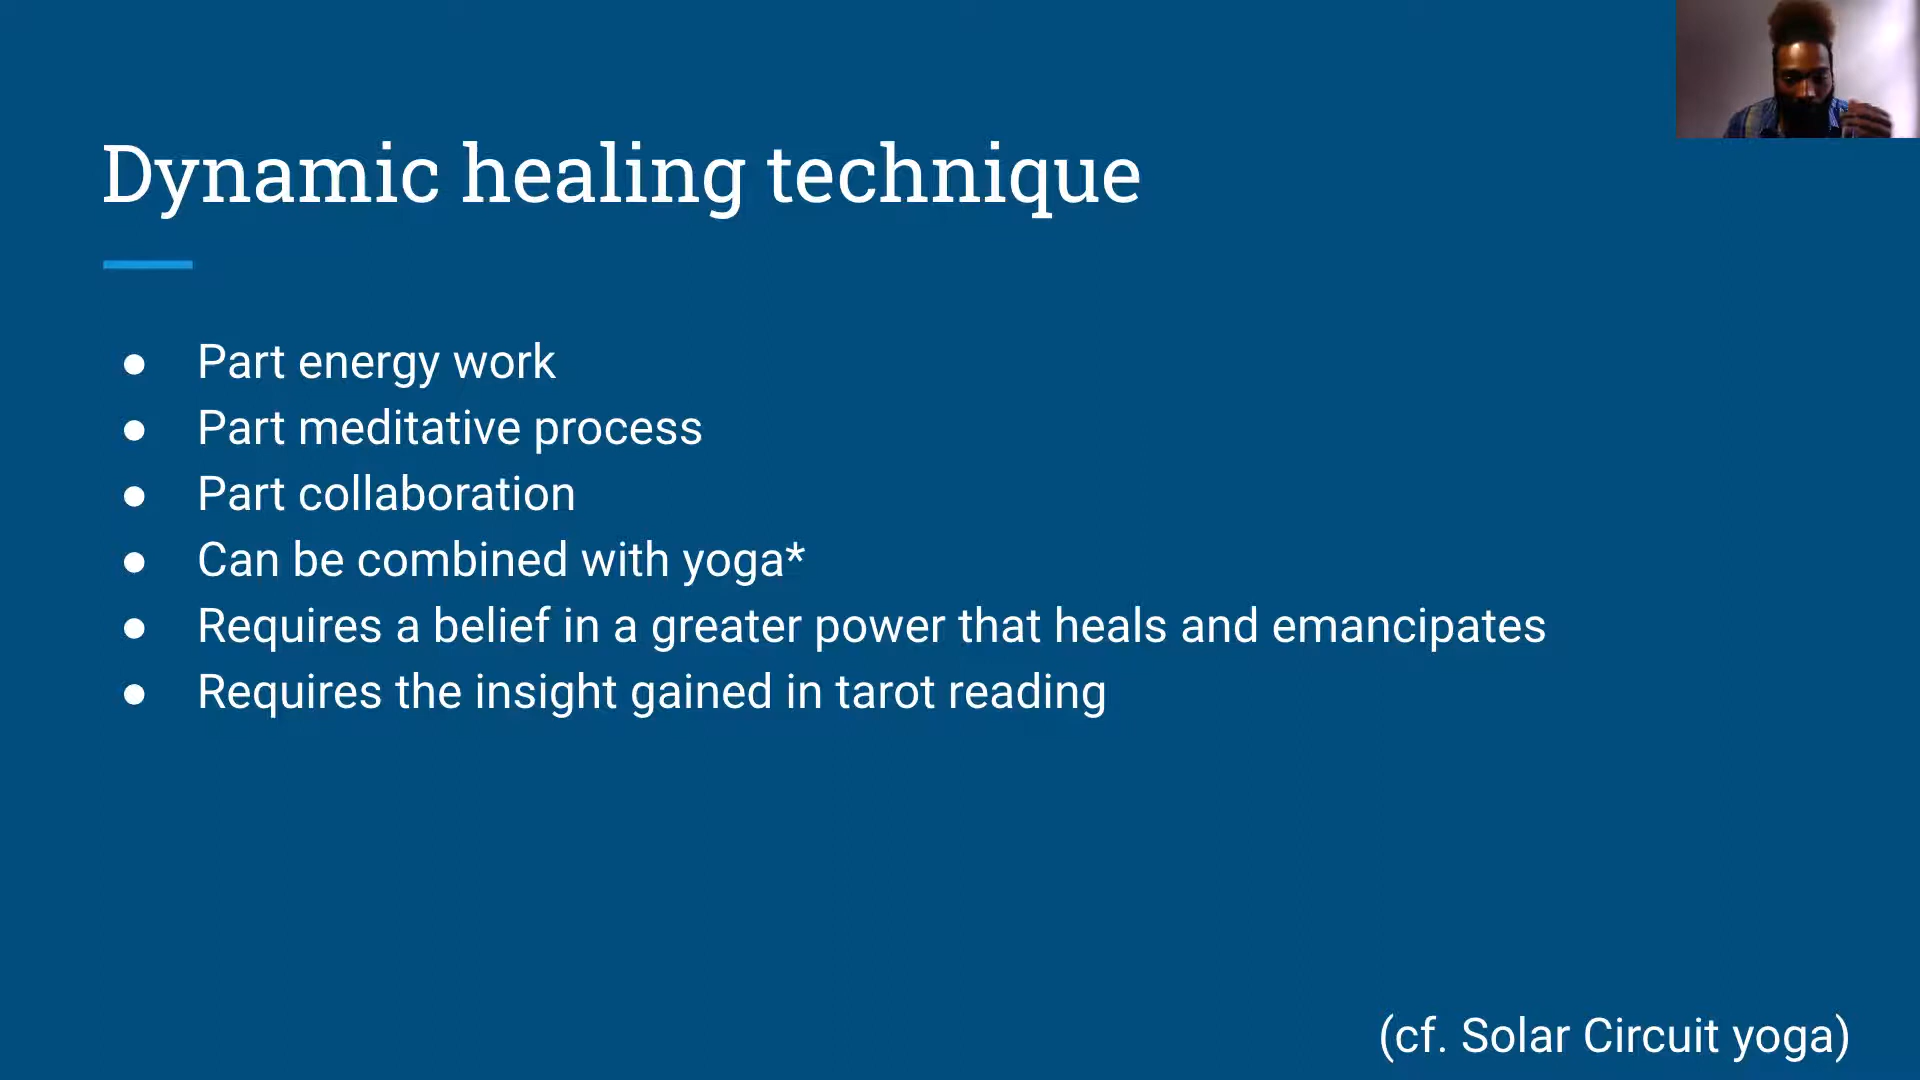 Dynamic healing technique
● Part energy work
● Part meditative process
● Part collaboration
● Can be combined with yoga*
● Requires a belief in a greater power that heals and emancipates
● Requires the insight gained in tarot reading
(cf. Solar Circuit yoga)